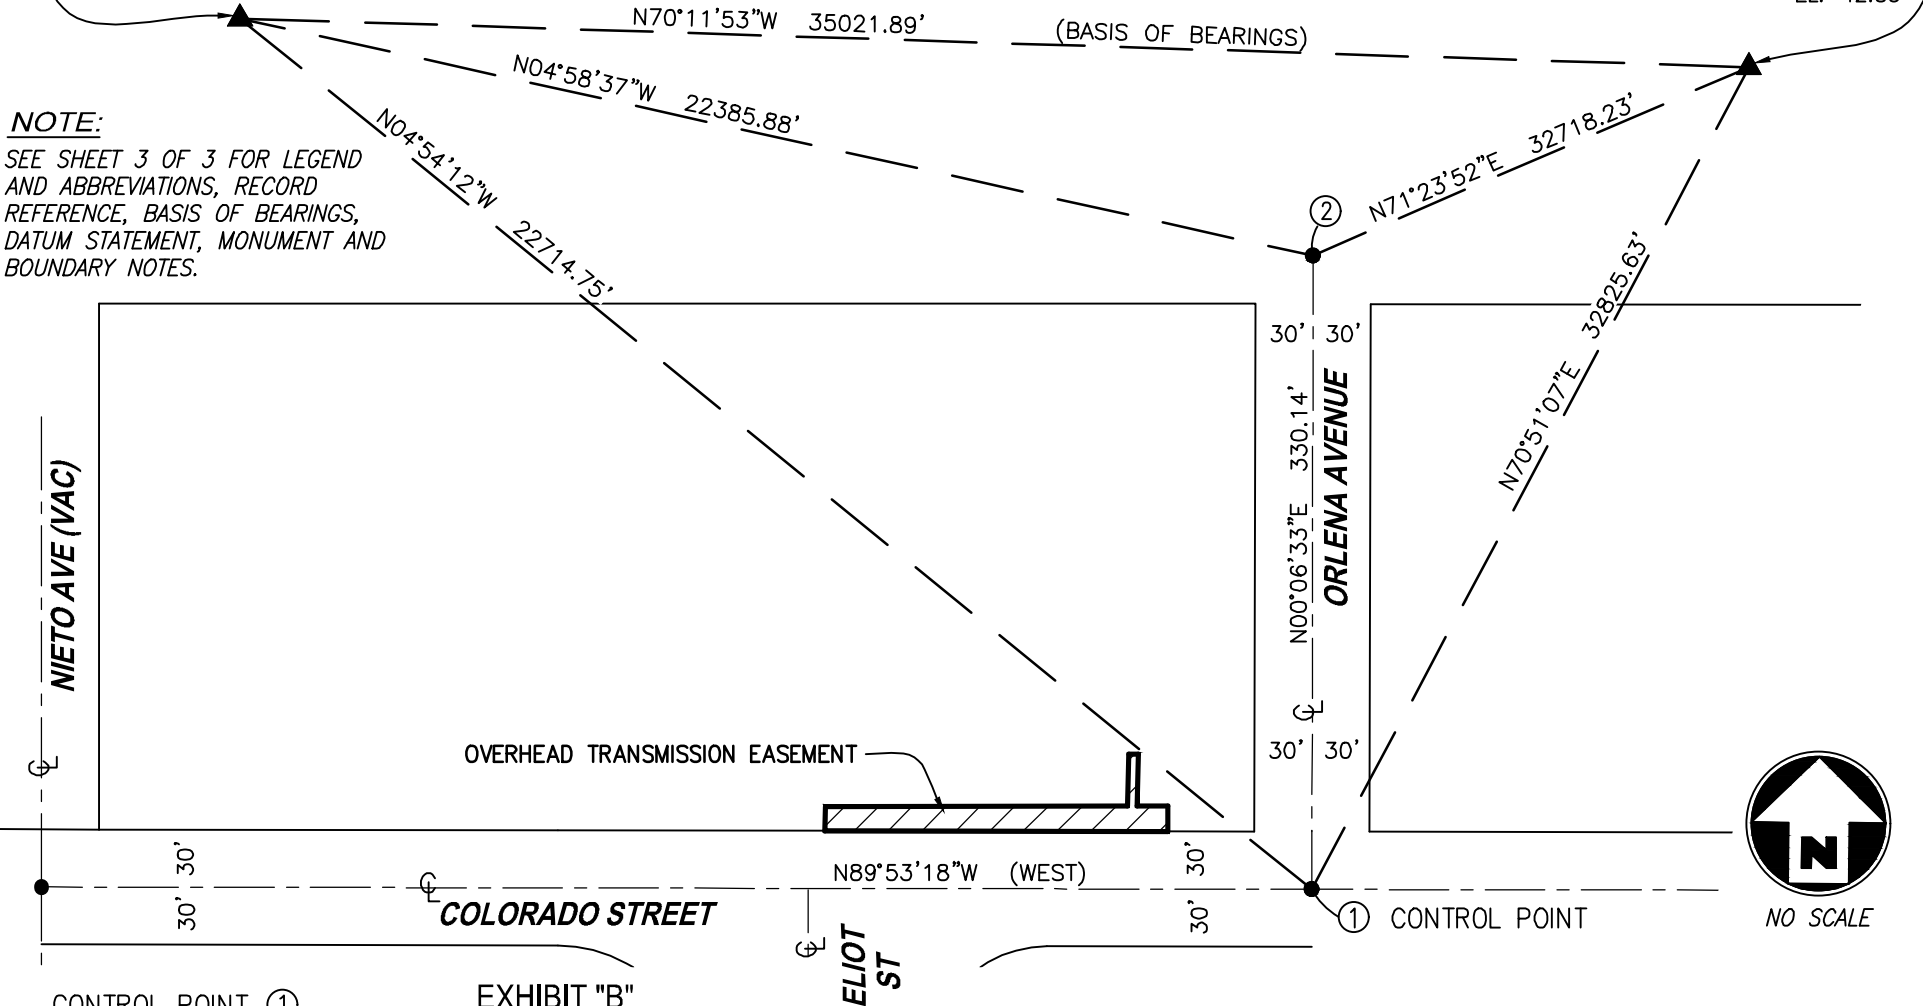 N70°11'53"W 35021.89' (BASIS OF BEARINGS)
N04°58'37"W 22385.88'
N04°54'12"W 22714.75'
N71°23'52"E 32718.23'
N70°51'07"E 32825.63'
NOTE:
SEE SHEET 3 OF 3 FOR LEGEND
AND ABBREVIATIONS, RECORD
REFERENCE, BASIS OF BEARINGS,
DATUM STATEMENT, MONUMENT AND
BOUNDARY NOTES.
2
30' 30'
N00°06'33"E 330.14'
ORLENA AVENUE
NIETO AVE (VAC)
OVERHEAD TRANSMISSION EASEMENT
30' 30'
30'
30'
N89°53'18"W (WEST)
30'
30'
COLORADO STREET
1 CONTROL POINT
N
NO SCALE
ELIOT
ST
CONTROL POINT 1
EXHIBIT "B"